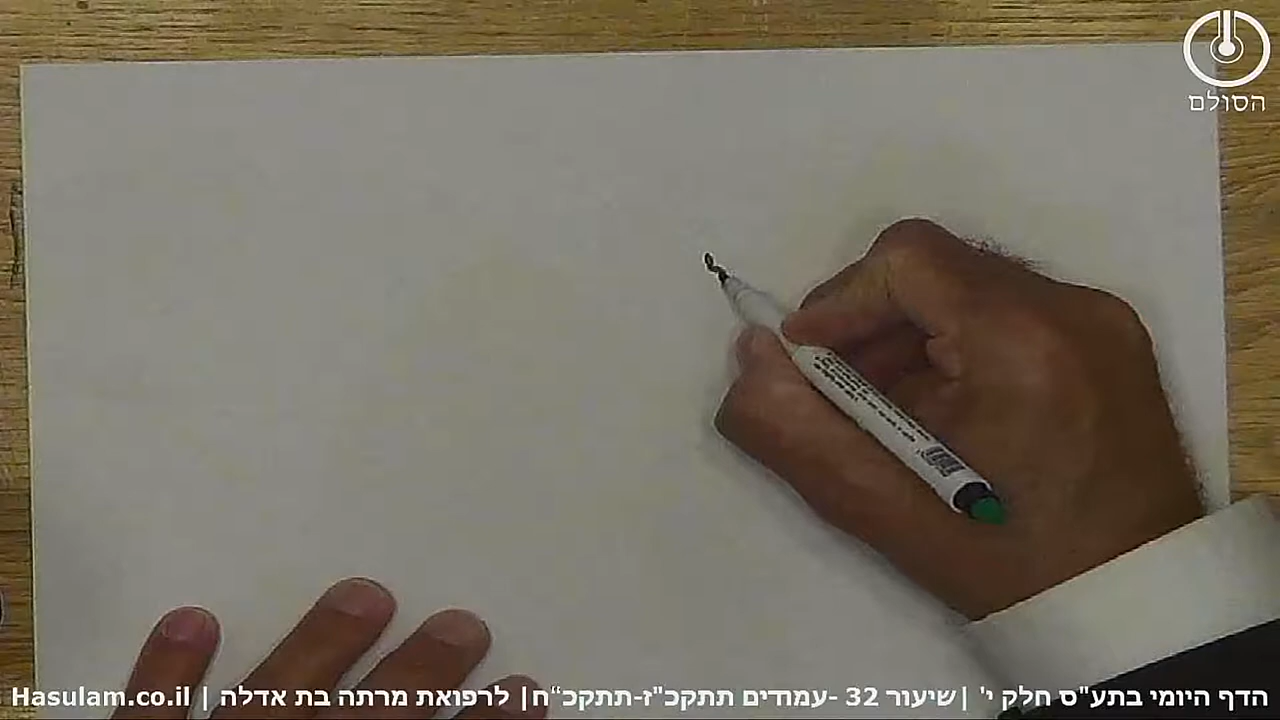 הסולם
הדף היומי בתע"ס חלק י' | שיעור 32 -עמודים תתקכ"ז-תתקכ“ח| לרפואת מרתה בת אדלה | Hasulam.co.il